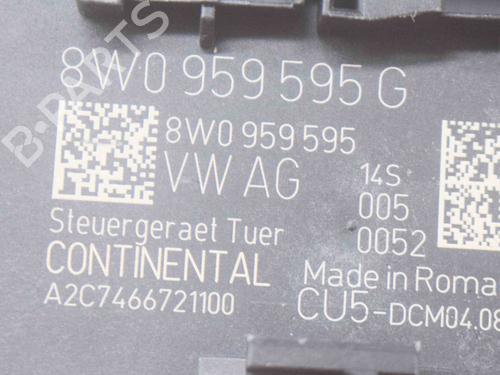 8W0 959 595 G
8W0 959 595
VW AG
14S
005
0052
Steuergeraet Tuer
CONTINENTAL
A2C7466721100
Made in Roma
CU5-DCM04.08
B-PARTS